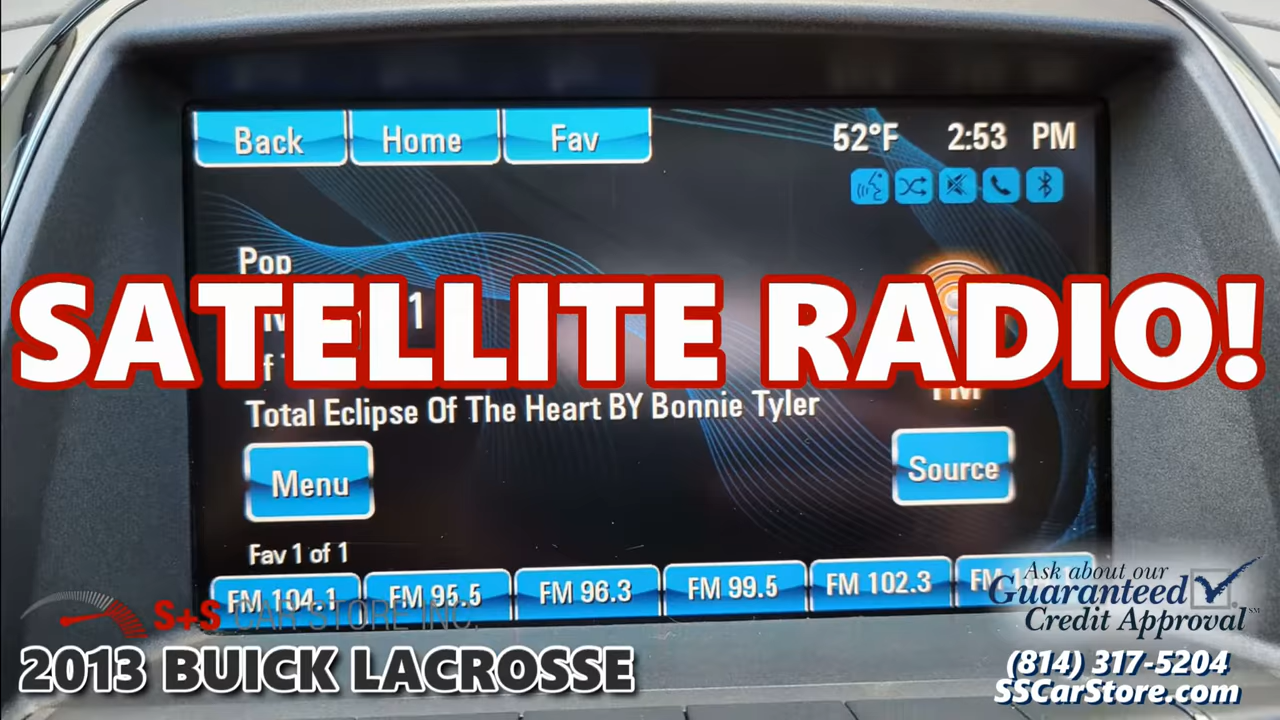 Back Home Fav 52°F 2:53 PM
Pop
SATELLITE RADIO!
Total Eclipse Of The Heart BY Bonnie Tyler
Menu Source
Fav 1 of 1
FM 104.1 FM 95.5 FM 96.3 FM 99.5 FM 102.3 FM
S+S CAR STORE INC.
2013 BUICK LACROSSE
Ask about our
Guaranteed
Credit Approval SM
(814) 317-5204
SSCarStore.com